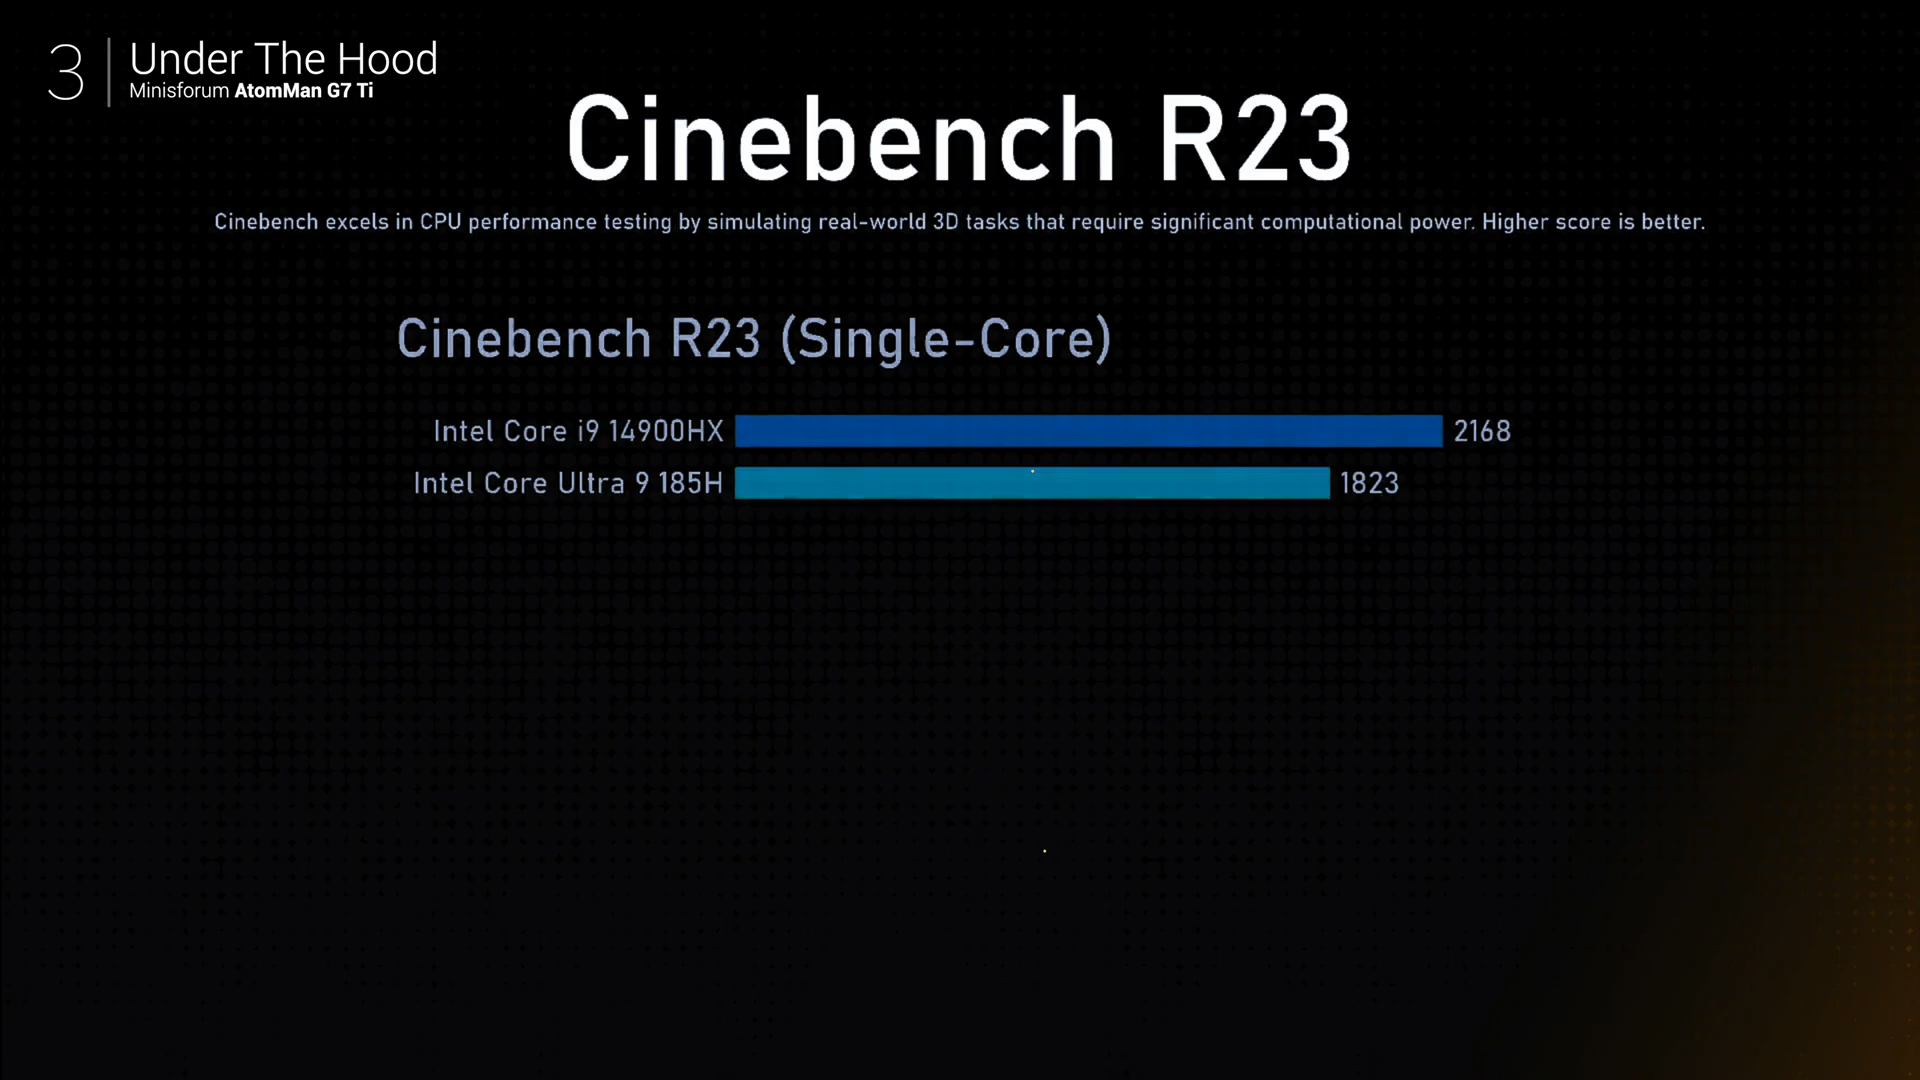 3
Under The Hood
Minisforum AtomMan G7 Ti
Cinebench R23
Cinebench excels in CPU performance testing by simulating real-world 3D tasks that require significant computational power. Higher score is better.
Cinebench R23 (Single-Core)
Intel Core i9 14900HX 2168
Intel Core Ultra 9 185H 1823